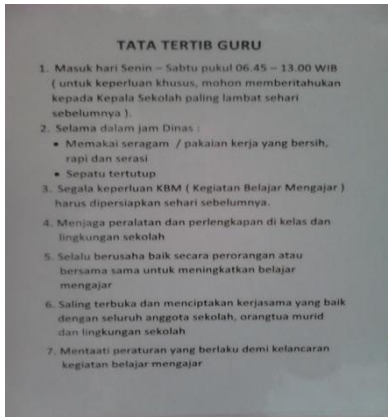 TATA TERTIB GURU
1. Masuk hari Senin – Sabtu pukul 06.45 – 13.00 WIB
( untuk keperluan khusus, mohon memberitahukan
kepada Kepala Sekolah paling lambat sehari
sebelumnya ).
2. Selama dalam jam Dinas :
• Memakai seragam / pakaian kerja yang bersih,
rapi dan serasi
• Sepatu tertutup
3. Segala keperluan KBM ( Kegiatan Belajar Mengajar )
harus dipersiapkan sehari sebelumnya.
4. Menjaga peralatan dan perlengkapan di kelas dan
lingkungan sekolah
5. Selalu berusaha baik secara perorangan atau
bersama sama untuk meningkatkan belajar
mengajar
6. Saling terbuka dan menciptakan kerjasama yang baik
dengan seluruh anggota sekolah, orangtua murid
dan lingkungan sekolah
7. Mentaati peraturan yang berlaku demi kelancaran
kegiatan belajar mengajar